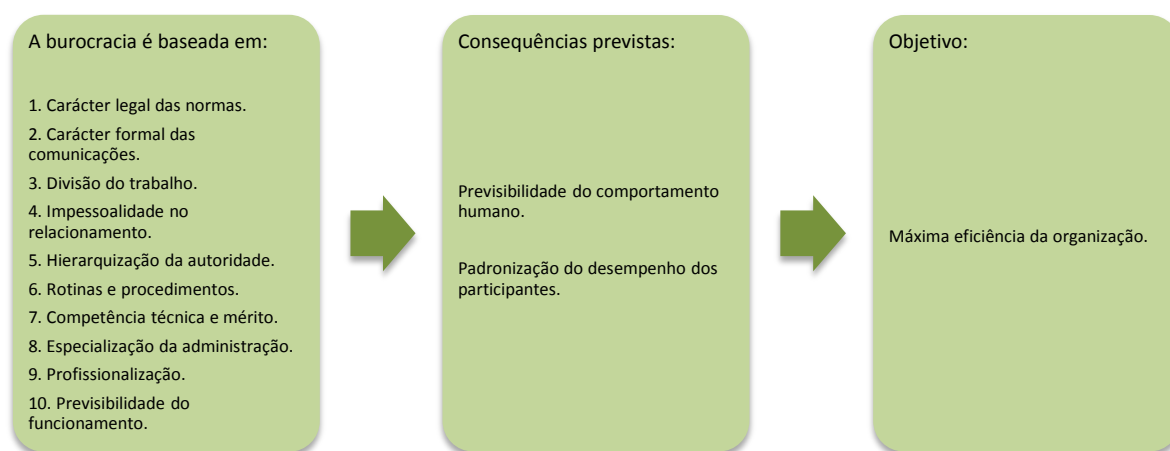 A burocracia é baseada em:
1. Carácter legal das normas.
2. Carácter formal das
comunicações.
3. Divisão do trabalho.
4. Impessoalidade no
relacionamento.
5. Hierarquização da autoridade.
6. Rotinas e procedimentos.
7. Competência técnica e mérito.
8. Especialização da administração.
9. Profissionalização.
10. Previsibilidade do
funcionamento.
Consequências previstas:
Previsibilidade do comportamento
humano.
Padronização do desempenho dos
participantes.
Objetivo:
Máxima eficiência da organização.